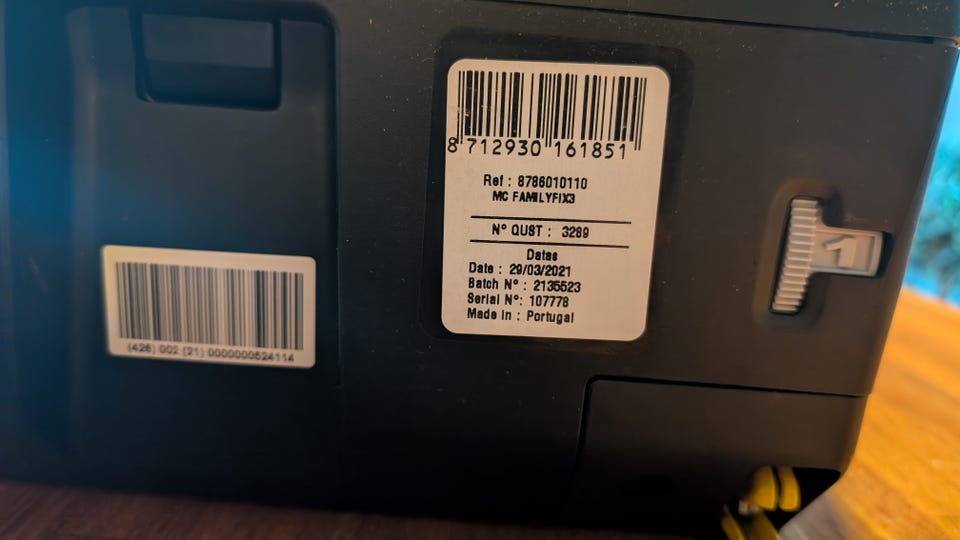 8 712930 161851
Ref : 8786010110
MC FAMILYFIX3
N° QUST : 3289
Datas
Date : 29/03/2021
Batch N° : 2135523
Serial N°: 107778
Made in : Portugal
(426) 002 (21) 0000000524114
1